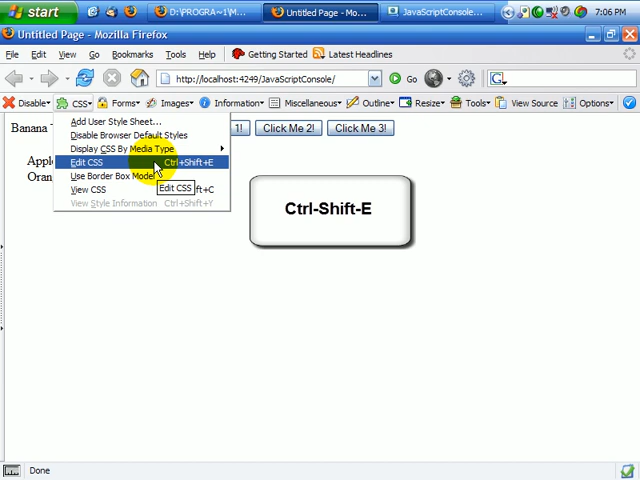 start
D:\PROGRA~1\M...
Untitled Page - Mo...
JavaScriptConsole...
7:06 PM
Untitled Page - Mozilla Firefox
File Edit View Go Bookmarks Tools Help Getting Started Latest Headlines
http://localhost:4249/JavaScriptConsole/ Go G
Disable CSS Forms Images Information Miscellaneous Outline Resize Tools Options
Banana 1! Click Me 2! Click Me 3!
Add User Style Sheet...
Disable Browser Default Styles
Display CSS By Media Type
Edit CSS Ctrl+Shift+E
Use Border Box Model
View CSS ft+C
Edit CSS
View Style Information Ctrl+Shift+Y
Appl
Oran
Ctrl-Shift-E
Done